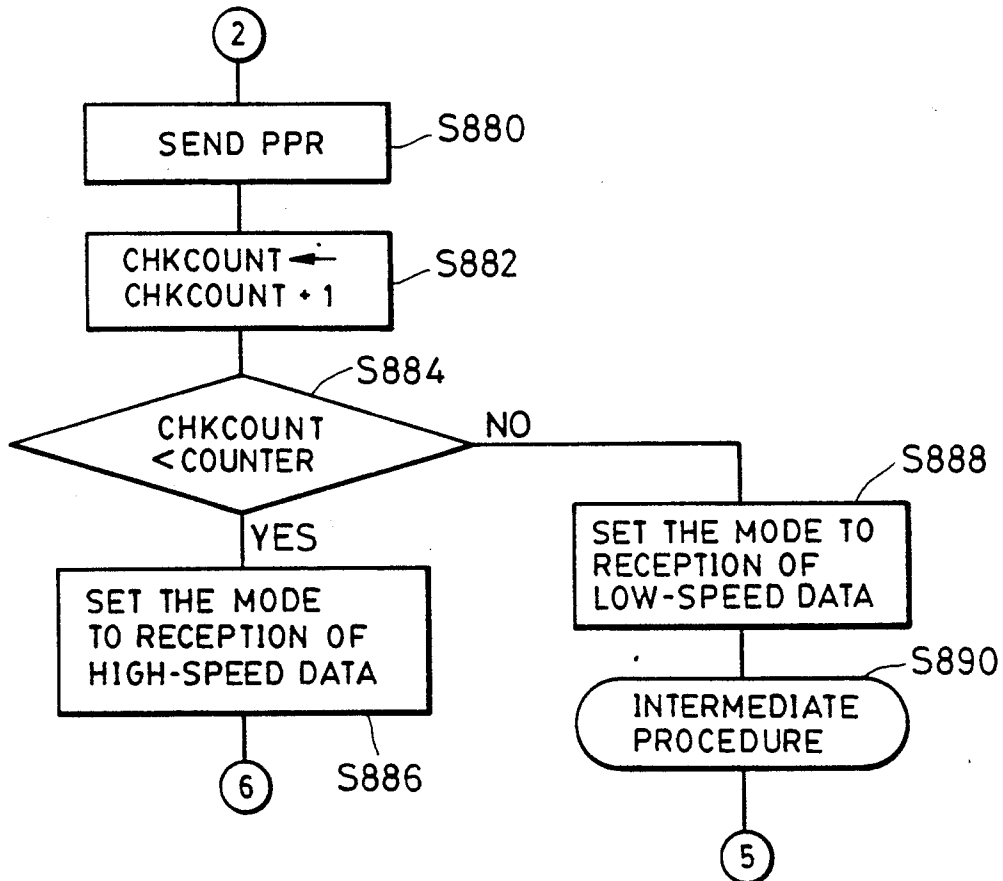 2
SEND PPR
S880
CHKCOUNT ←
CHKCOUNT + 1
S882
S884
CHKCOUNT
< COUNTER
NO
YES
S888
SET THE MODE TO
RECEPTION OF
LOW-SPEED DATA
SET THE MODE
TO RECEPTION OF
HIGH-SPEED DATA
S886
S890
INTERMEDIATE
PROCEDURE
6
5